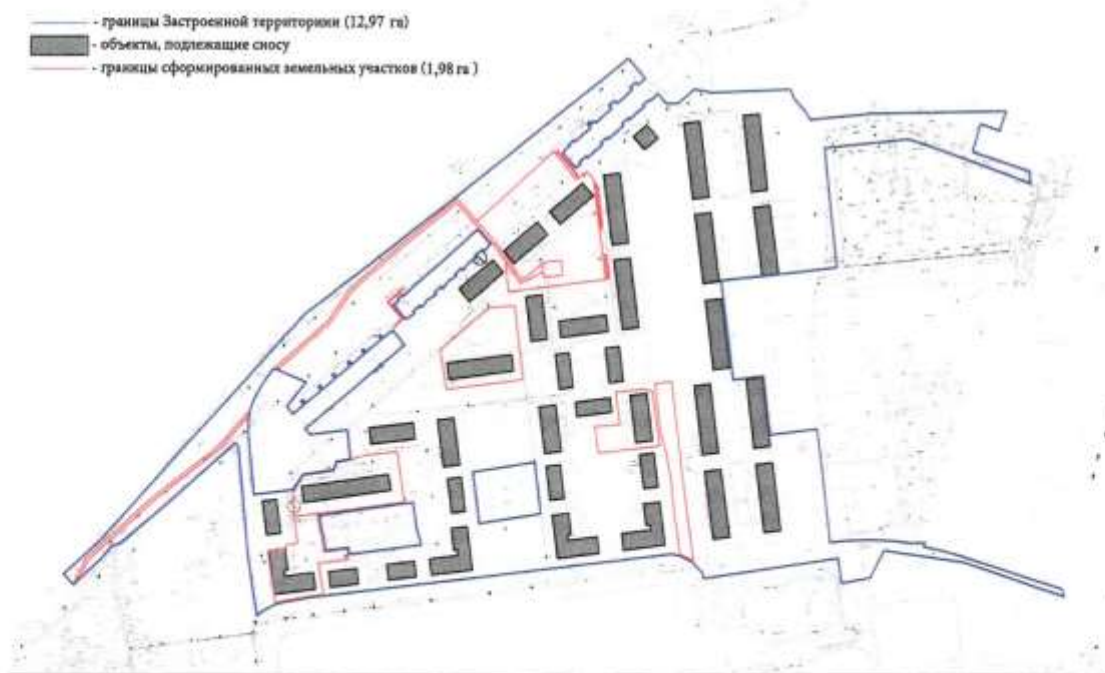 - границы Застроенной территории (12,97 га)
- объекты, подлежащие сносу
- границы сформированных земельных участков (1,98 га )